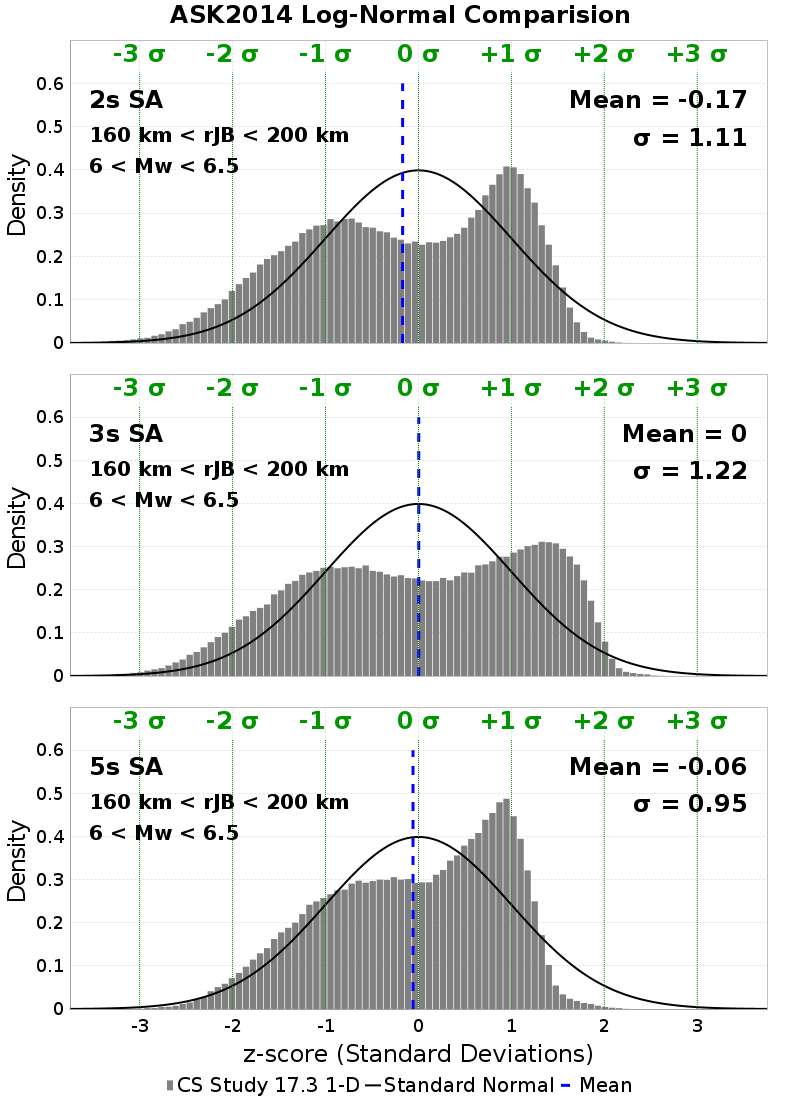 ASK2014 Log-Normal Comparision
-3 σ -2 σ -1 σ 0 σ +1 σ +2 σ +3 σ
0.6
2s SA Mean = -0.17
0.5
160 km < rJB < 200 km σ = 1.11
0.4
6 < Mw < 6.5
0.3
0.2
0.1
0
Density
-3 σ -2 σ -1 σ 0 σ +1 σ +2 σ +3 σ
0.6
3s SA Mean = 0
0.5
160 km < rJB < 200 km σ = 1.22
0.4
6 < Mw < 6.5
0.3
0.2
0.1
0
Density
-3 σ -2 σ -1 σ 0 σ +1 σ +2 σ +3 σ
0.6
5s SA Mean = -0.06
0.5
160 km < rJB < 200 km σ = 0.95
0.4
6 < Mw < 6.5
0.3
0.2
0.1
0
Density
-3 -2 -1 0 1 2 3
z-score (Standard Deviations)
CS Study 17.3 1-D Standard Normal Mean